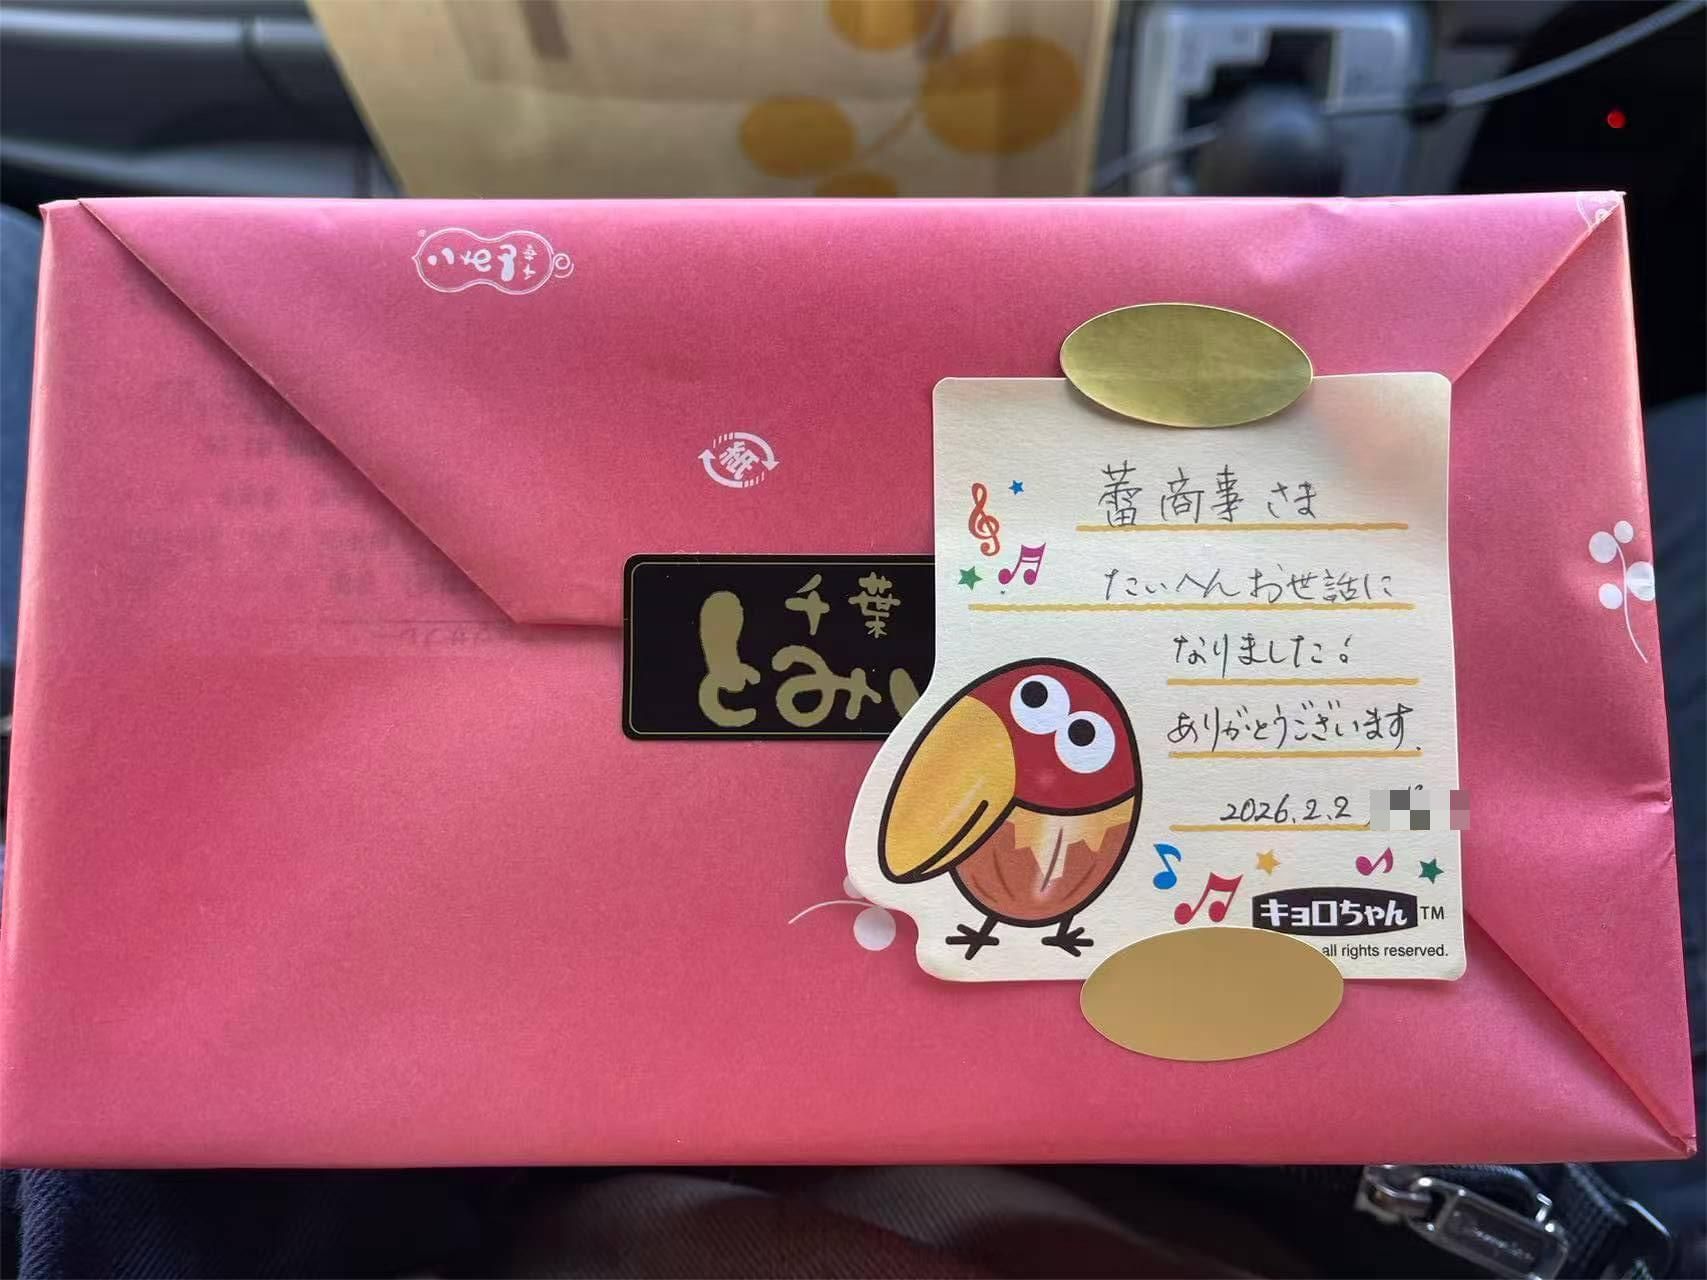 紙
蕾商事さま
たいへんお世話に
なりました!
ありがとうございます.
2026.2.2
千葉
とみい
キョロちゃん TM
all rights reserved.